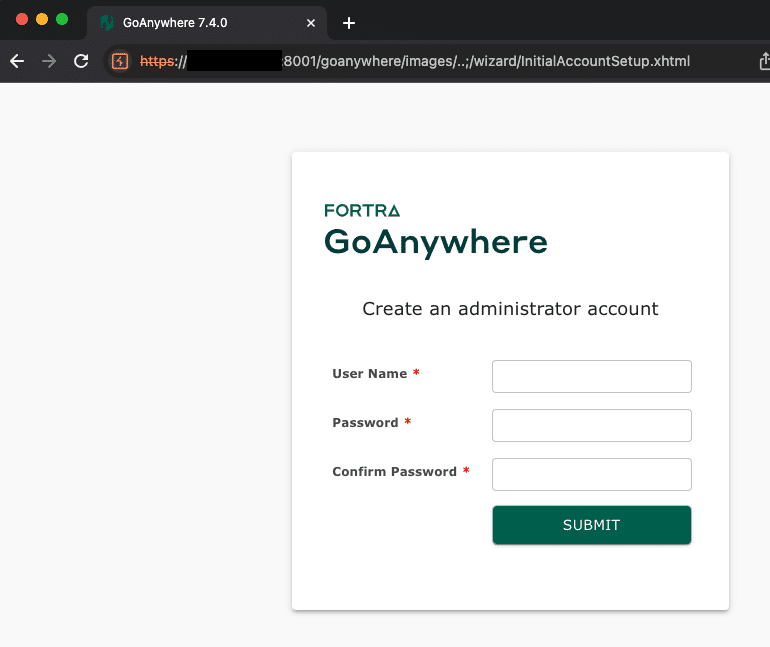 GoAnywhere 7.4.0
https://:8001/goanywhere/images/..;/wizard/InitialAccountSetup.xhtml
FORTRA
GoAnywhere
Create an administrator account
User Name *
Password *
Confirm Password *
SUBMIT